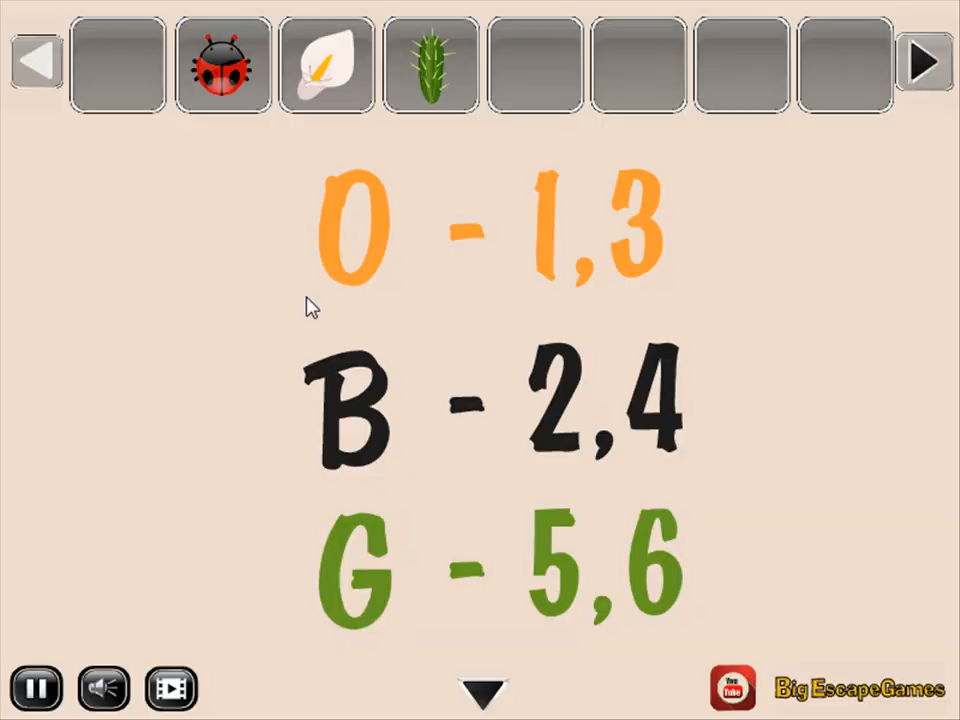 O - 1,3
B - 2,4
G - 5,6
You
Tube
BigEscapeGames